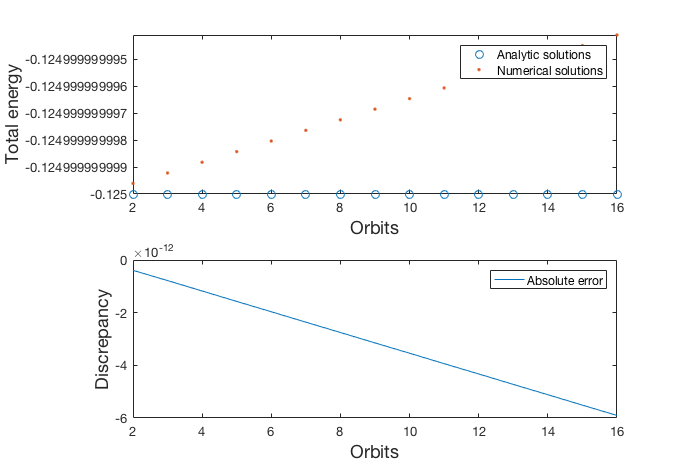 -0.124999999995
-0.124999999996
-0.124999999997
-0.124999999998
-0.124999999999
-0.125
Total energy
Analytic solutions
Numerical solutions
2 4 6 8 10 12 14 16
Orbits
×10-12
0
-2
-4
-6
Discrepancy
Absolute error
2 4 6 8 10 12 14 16
Orbits